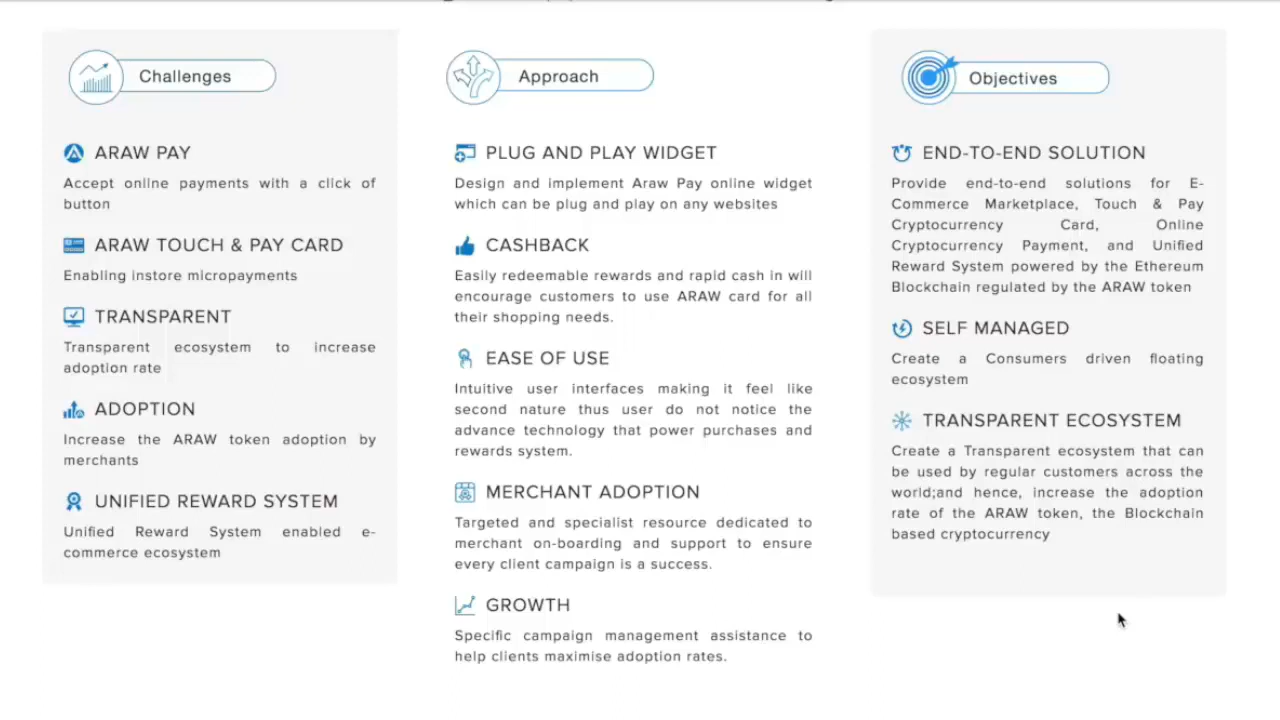 Challenges
ARAW PAY
Accept online payments with a click of
button
ARAW TOUCH & PAY CARD
Enabling instore micropayments
TRANSPARENT
Transparent ecosystem to increase
adoption rate
ADOPTION
Increase the ARAW token adoption by
merchants
UNIFIED REWARD SYSTEM
Unified Reward System enabled e-
commerce ecosystem
Approach
PLUG AND PLAY WIDGET
Design and implement Araw Pay online widget
which can be plug and play on any websites
CASHBACK
Easily redeemable rewards and rapid cash in will
encourage customers to use ARAW card for all
their shopping needs.
EASE OF USE
Intuitive user interfaces making it feel like
second nature thus user do not notice the
advance technology that power purchases and
rewards system.
MERCHANT ADOPTION
Targeted and specialist resource dedicated to
merchant on-boarding and support to ensure
every client campaign is a success.
GROWTH
Specific campaign management assistance to
help clients maximise adoption rates.
Objectives
END-TO-END SOLUTION
Provide end-to-end solutions for E-
Commerce Marketplace, Touch & Pay
Cryptocurrency Card, Online
Cryptocurrency Payment, and Unified
Reward System powered by the Ethereum
Blockchain regulated by the ARAW token
SELF MANAGED
Create a Consumers driven floating
ecosystem
TRANSPARENT ECOSYSTEM
Create a Transparent ecosystem that can
be used by regular customers across the
world;and hence, increase the adoption
rate of the ARAW token, the Blockchain
based cryptocurrency